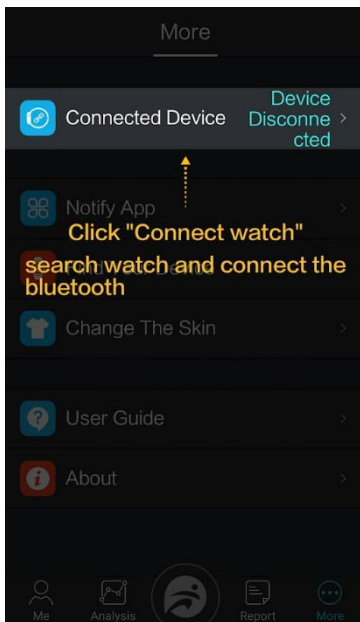 More
Connected Device
Device
Disconne
cted
Notify App
Click "Connect watch"
search watch and connect the
bluetooth
Change The Skin
User Guide
About
Me
Analysis
Report
More